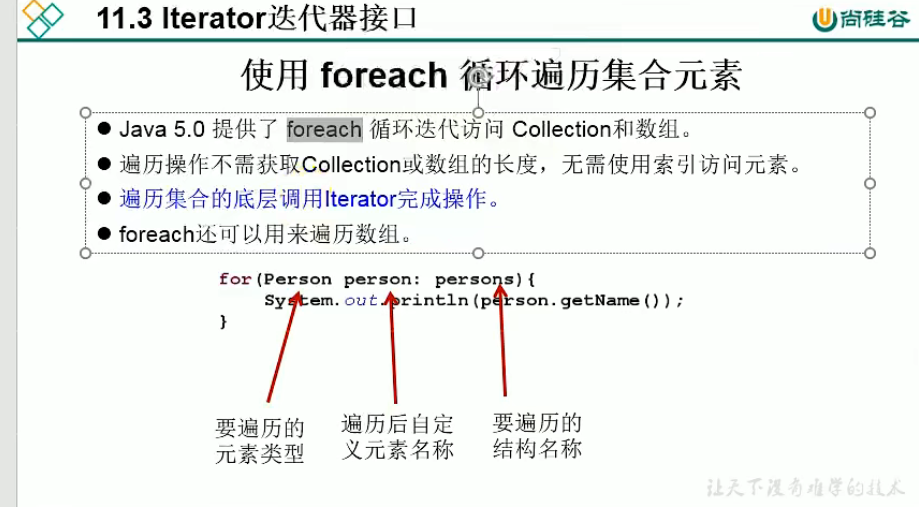 11.3 Iterator迭代器接口
尚硅谷
使用 foreach 循环遍历集合元素
● Java 5.0 提供了 foreach 循环迭代访问 Collection和数组。
● 遍历操作不需获取Collection或数组的长度，无需使用索引访问元素。
● 遍历集合的底层调用Iterator完成操作。
● foreach还可以用来遍历数组。
for(Person person: persons){
System.out.println(person.getName());
}
要遍历的
元素类型
遍历后自定
义元素名称
要遍历的
结构名称
让天下没有难学的技术